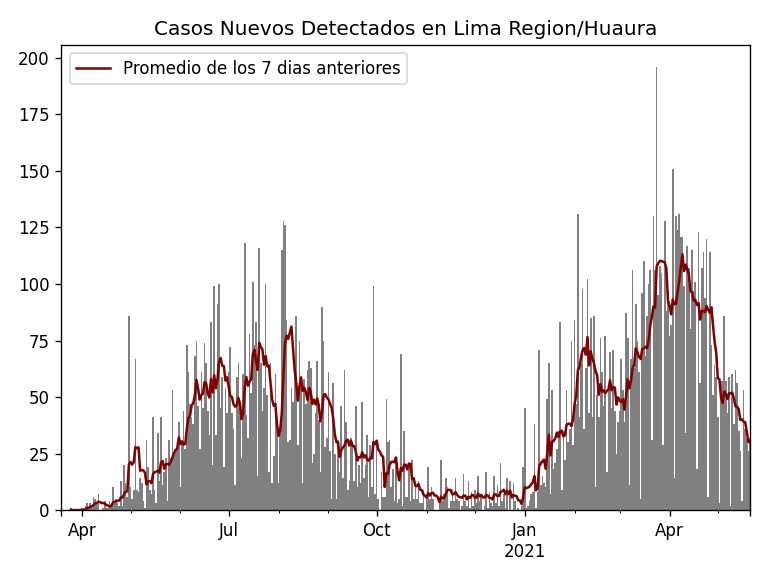 Casos Nuevos Detectados en Lima Region/Huaura
Promedio de los 7 dias anteriores
200
175
150
125
100
75
50
25
0
Apr
Jul
Oct
Jan
2021
Apr